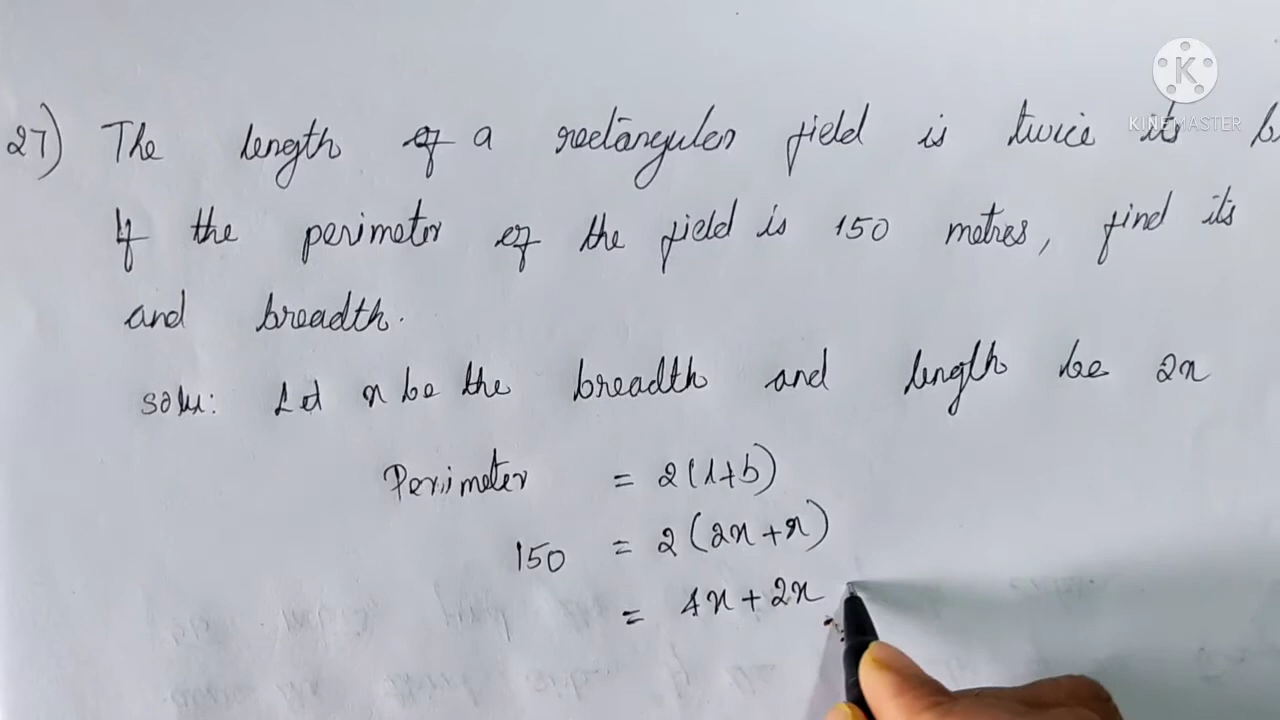 KINEMASTER
27) The length of a rectangular field is twice its b
If the perimeter of the field is 150 metres, find its
and breadth.
Solu: Let x be the breadth and length be 2x
Perimeter = 2(l+b)
150 = 2(2x+x)
= 4x+2x